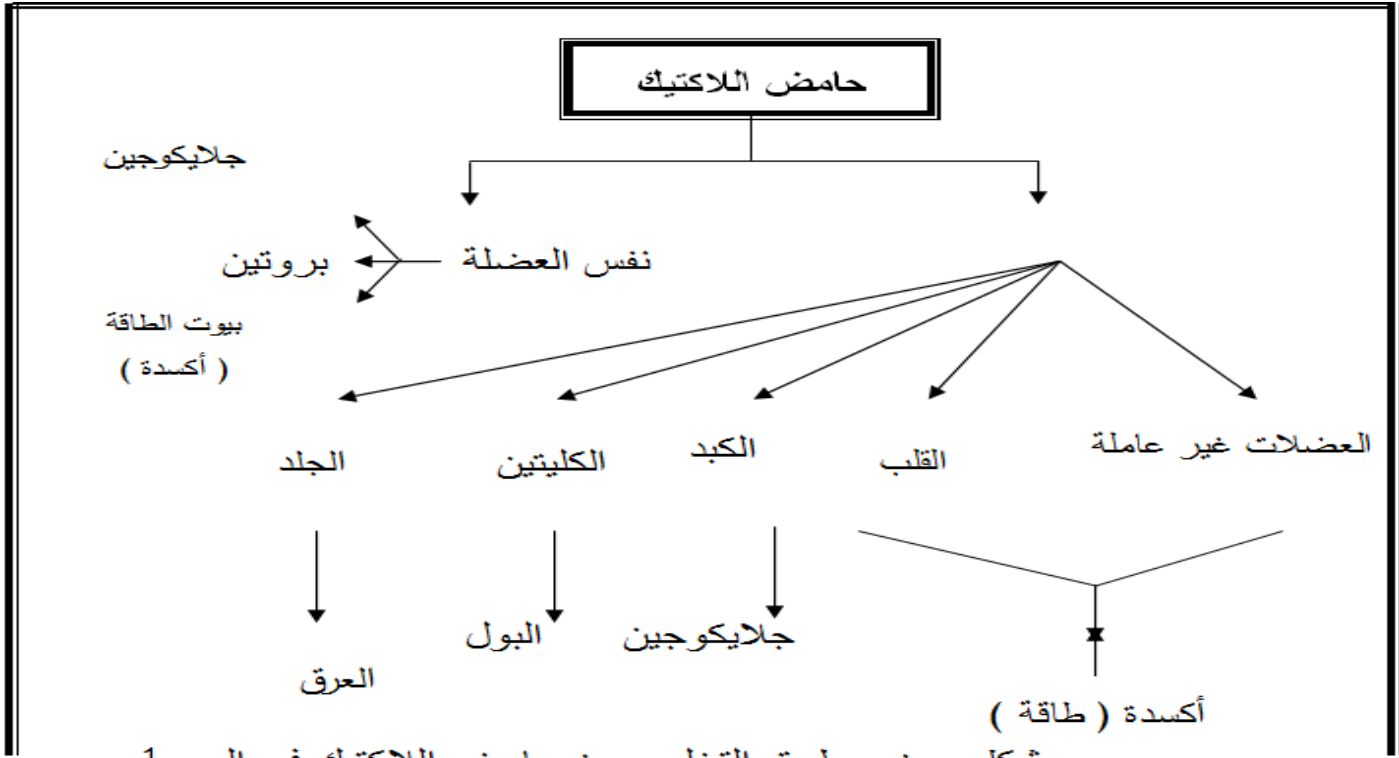 حامض اللاكتيك
جلايكوجين
نفس العضلة
بروتين
بيوت الطاقة
( أكسدة )
العضلات غير عاملة
القلب
الكبد
الكليتين
الجلد
جلايكوجين
البول
العرق
أكسدة ( طاقة )